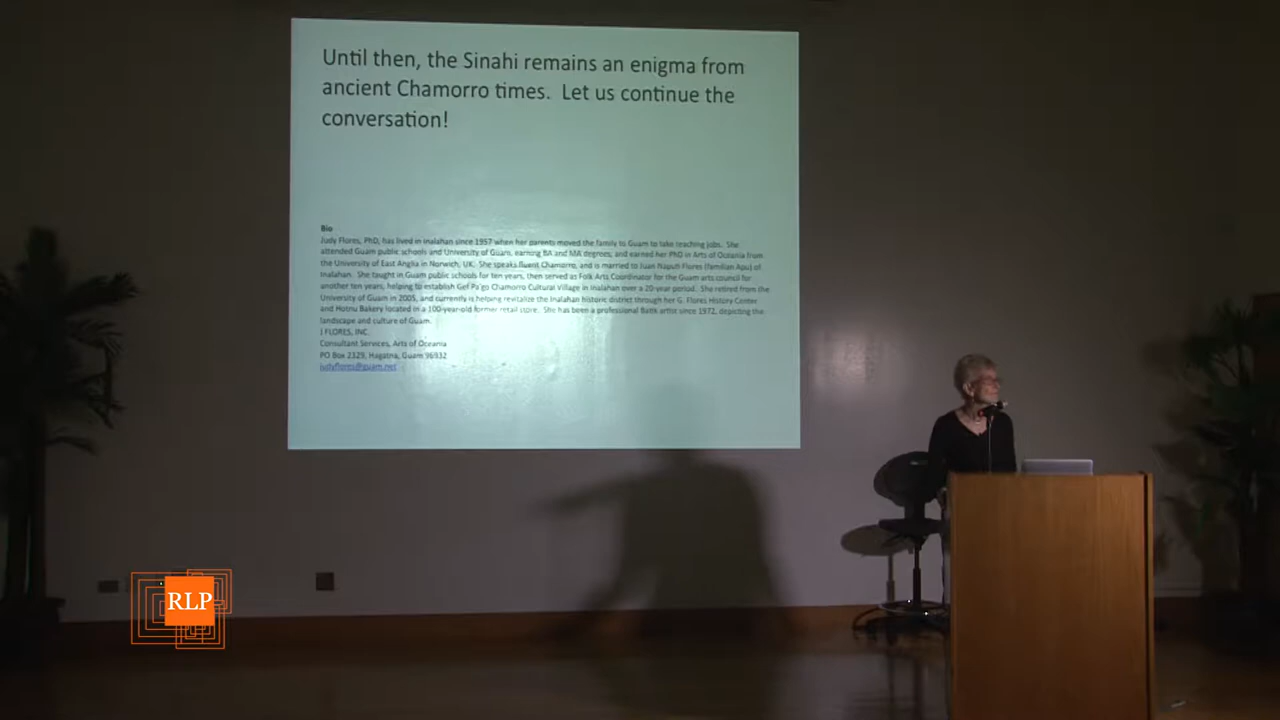 Until then, the Sinahi remains an enigma from
ancient Chamorro times. Let us continue the
conversation!
Bio
Judy Flores, PhD, has lived in Inalahan since 1957 when her parents moved the family to Guam to take teaching jobs. She
attended Guam public schools and University of Guam, earning BA and MA degrees, and earned her PhD in Arts of Oceania from
the University of East Anglia in Norwich, UK. She speaks fluent Chamorro, and is married to Juan Naputi Flores (familian Apu) of
Inalahan. She taught in Guam public schools for ten years, then served as Folk Arts Coordinator for the Guam arts council for
another ten years, helping to establish Gef Pa'go Chamorro Cultural Village in Inalahan over a 20-year period. She retired from the
University of Guam in 2005, and currently is helping revitalize the Inalahan historic district through her G. Flores History Center
and Hotnu Bakery located in a 100-year-old former retail store. She has been a professional Batik artist since 1972, depicting the
landscape and culture of Guam.
J FLORES, INC.
Consultant Services, Arts of Oceania
PO Box 2329, Hagatna, Guam 96932
judyflores@guam.net
RLP